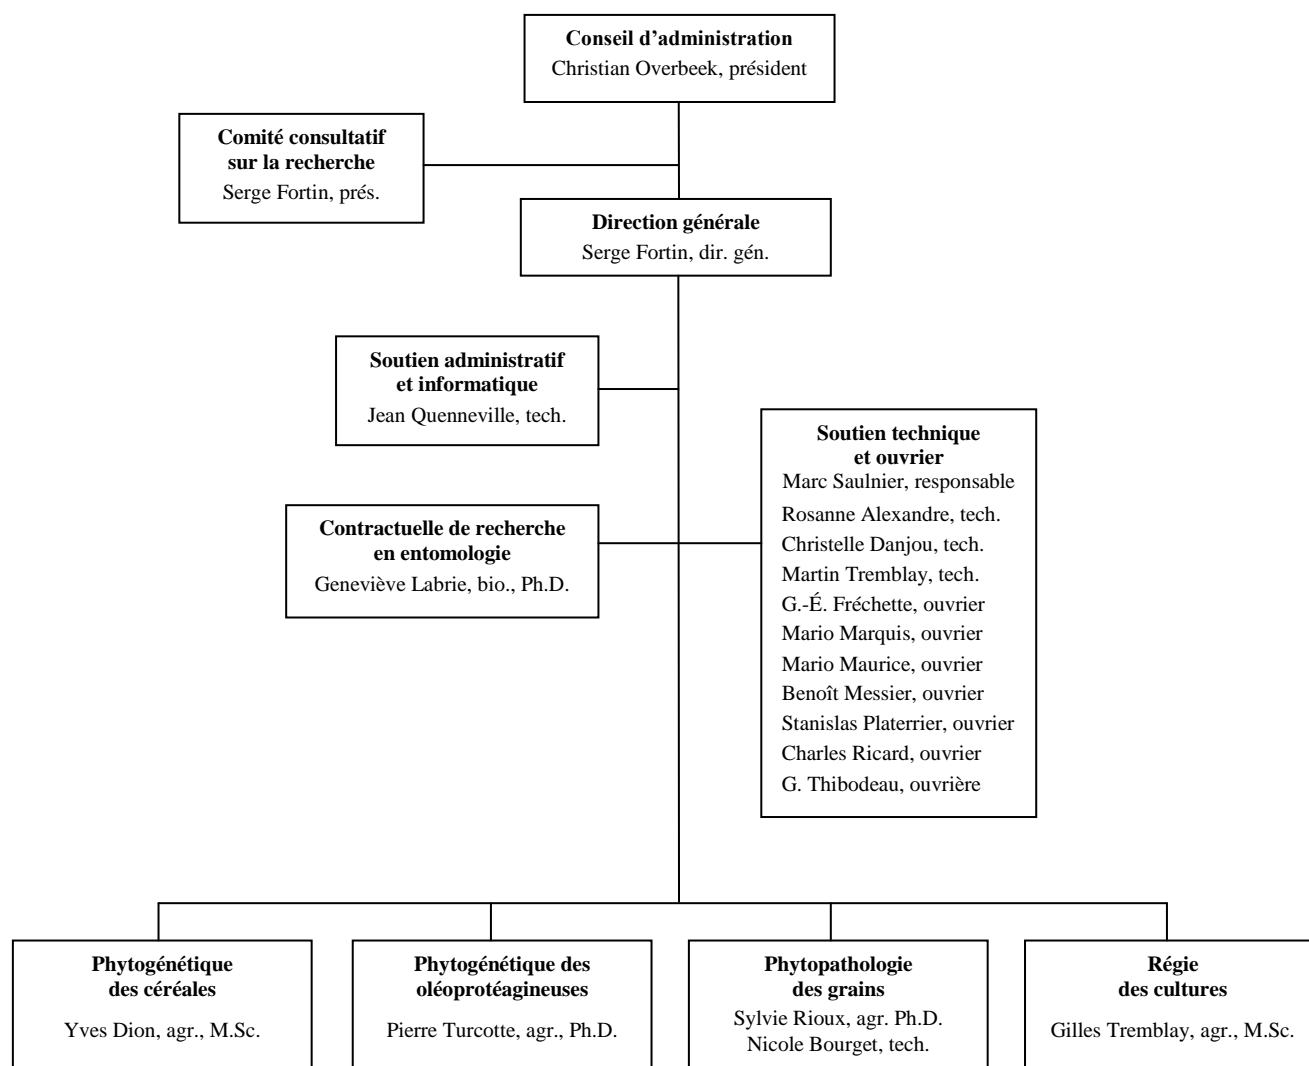 Conseil d’administration
Christian Overbeek, président
Comité consultatif
sur la recherche
Serge Fortin, prés.
Direction générale
Serge Fortin, dir. gén.
Soutien administratif
et informatique
Jean Quenneville, tech.
Soutien technique
et ouvrier
Marc Saulnier, responsable
Rosanne Alexandre, tech.
Christelle Danjou, tech.
Martin Tremblay, tech.
G.-É. Fréchette, ouvrier
Mario Marquis, ouvrier
Mario Maurice, ouvrier
Benoît Messier, ouvrier
Stanislas Platerrier, ouvrier
Charles Ricard, ouvrier
G. Thibodeau, ouvrière
Contractuelle de recherche
en entomologie
Geneviève Labrie, bio., Ph.D.
Phytogénétique
des céréales
Yves Dion, agr., M.Sc.
Phytogénétique des
oléoprotéagineuses
Pierre Turcotte, agr., Ph.D.
Phytopathologie
des grains
Sylvie Rioux, agr. Ph.D.
Nicole Bourget, tech.
Régie
des cultures
Gilles Tremblay, agr., M.Sc.